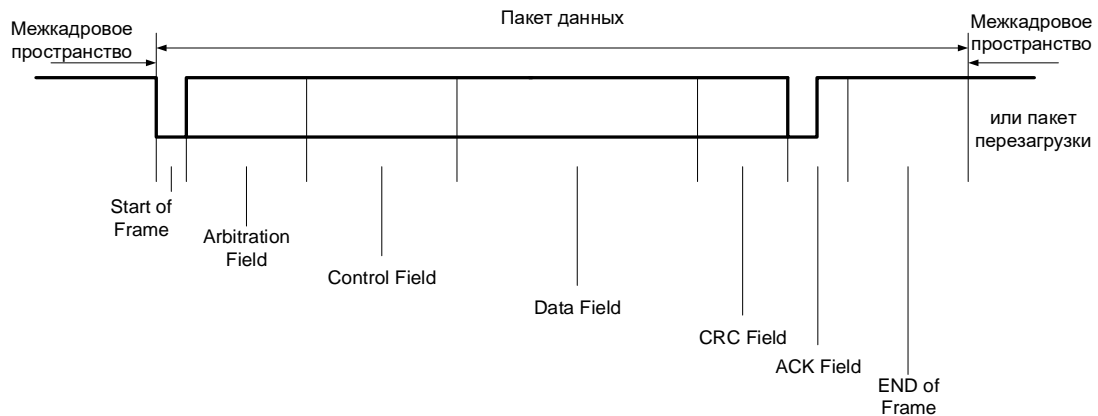 Межкадровое
пространство
Пакет данных
Межкадровое
пространство
или пакет
перезагрузки
Start of
Frame
Arbitration
Field
Control Field
Data Field
CRC Field
ACK Field
END of
Frame